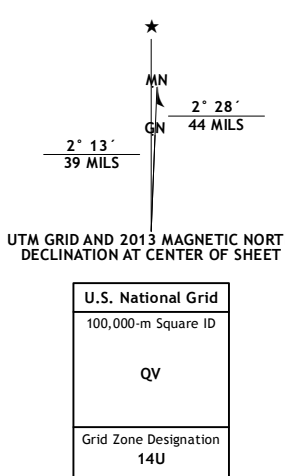 ★
MN
GN
2° 28´
44 MILS
2° 13´
39 MILS
UTM GRID AND 2013 MAGNETIC NORT
DECLINATION AT CENTER OF SHEET
U.S. National Grid
100,000-m Square ID
QV
Grid Zone Designation
14U